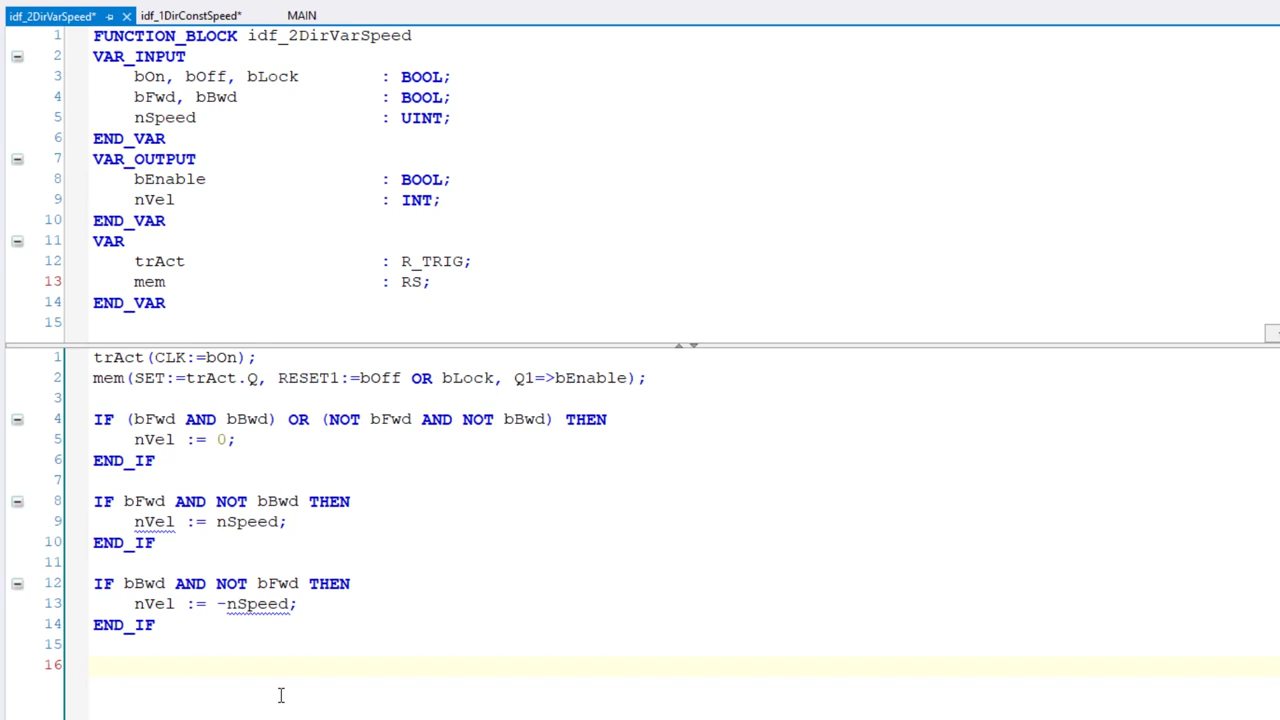 idf_2DirVarSpeed* idf_1DirConstSpeed* MAIN
1 FUNCTION_BLOCK idf_2DirVarSpeed
2 VAR_INPUT
3 bOn, bOff, bLock : BOOL;
4 bFwd, bBwd : BOOL;
5 nSpeed : UINT;
6 END_VAR
7 VAR_OUTPUT
8 bEnable : BOOL;
9 nVel : INT;
10 END_VAR
11 VAR
12 trAct : R_TRIG;
13 mem : RS;
14 END_VAR
15
1 trAct(CLK:=bOn);
2 mem(SET:=trAct.Q, RESET1:=bOff OR bLock, Q1=>bEnable);
3
4 IF (bFwd AND bBwd) OR (NOT bFwd AND NOT bBwd) THEN
5 nVel := 0;
6 END_IF
7
8 IF bFwd AND NOT bBwd THEN
9 nVel := nSpeed;
10 END_IF
11
12 IF bBwd AND NOT bFwd THEN
13 nVel := -nSpeed;
14 END_IF
15
16